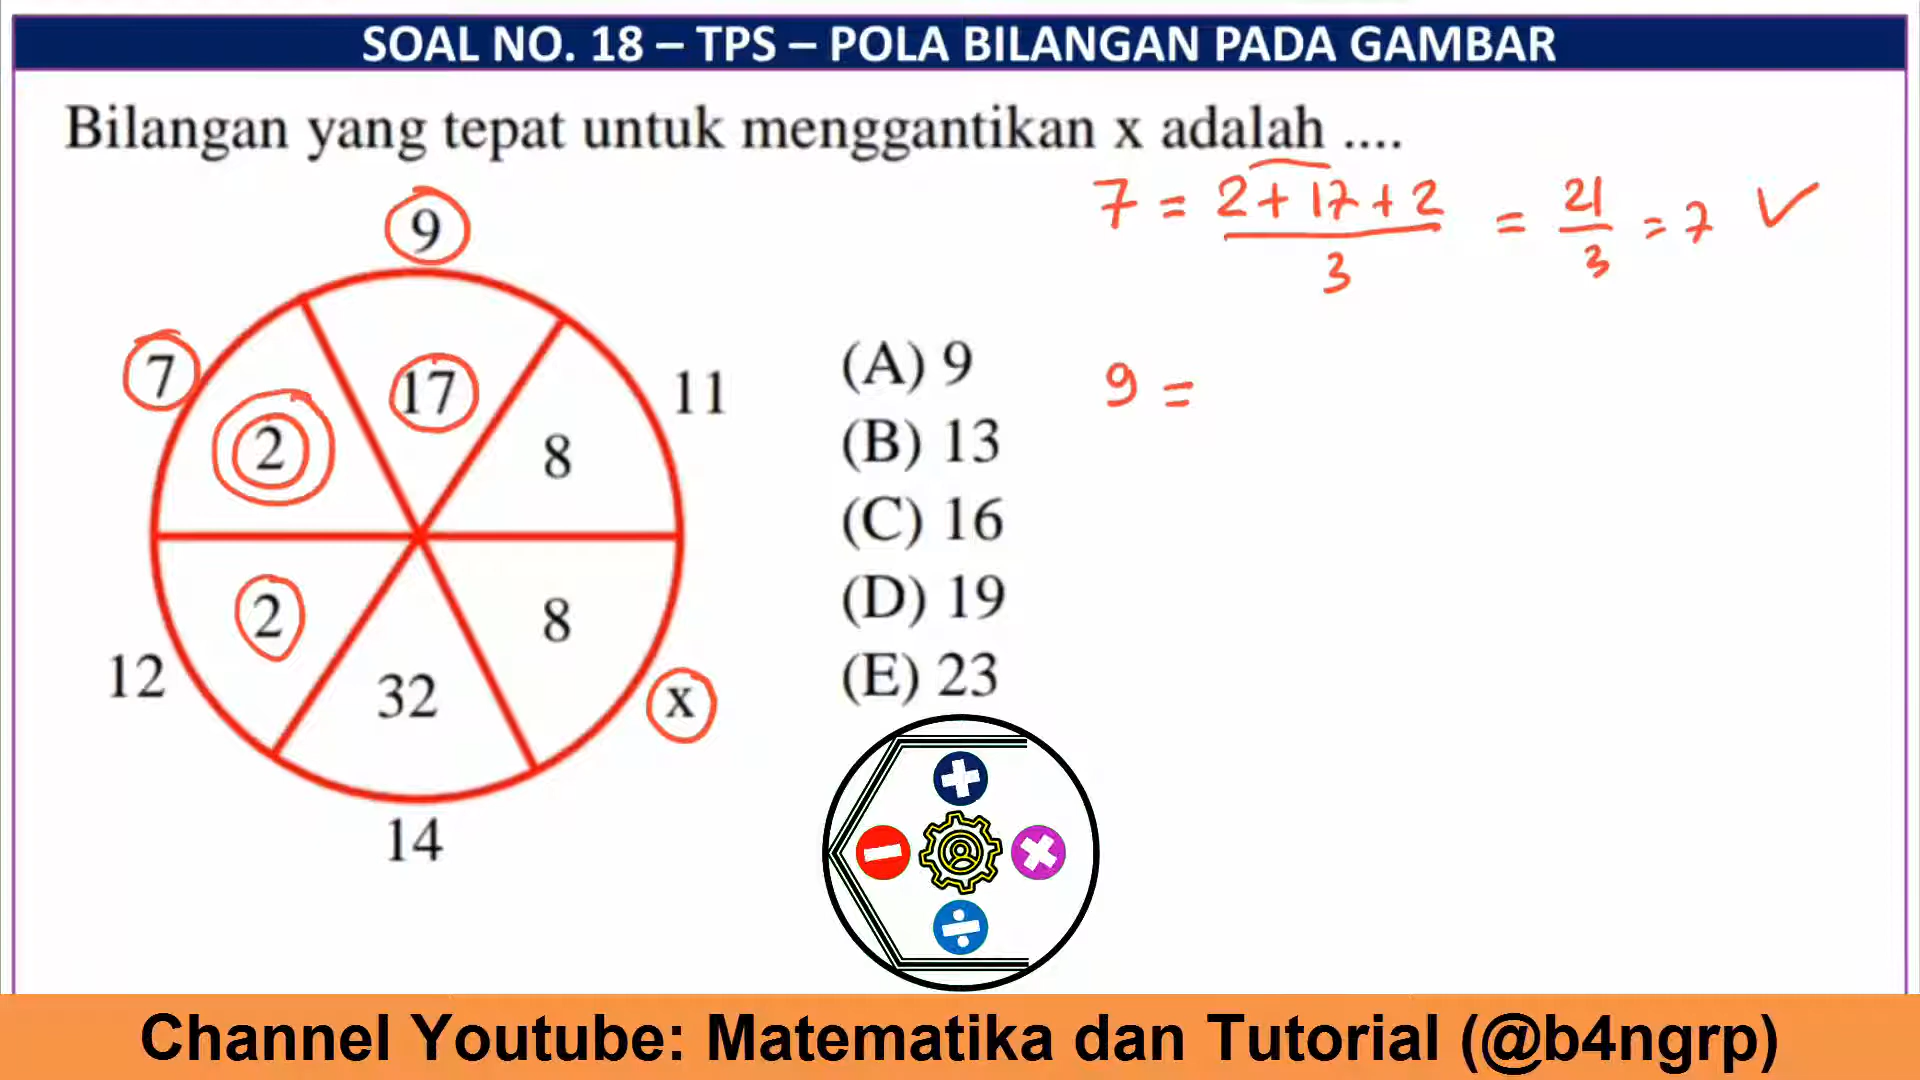 SOAL NO. 18 – TPS – POLA BILANGAN PADA GAMBAR
Bilangan yang tepat untuk menggantikan x adalah ....
7 = 2 + 17 + 2 / 3 = 21 / 3 = 7 ✓
9
7
17
11
2
8
2
8
12
32
x
14
(A) 9
(B) 13
(C) 16
(D) 19
(E) 23
9 =
Channel Youtube: Matematika dan Tutorial (@b4ngrp)